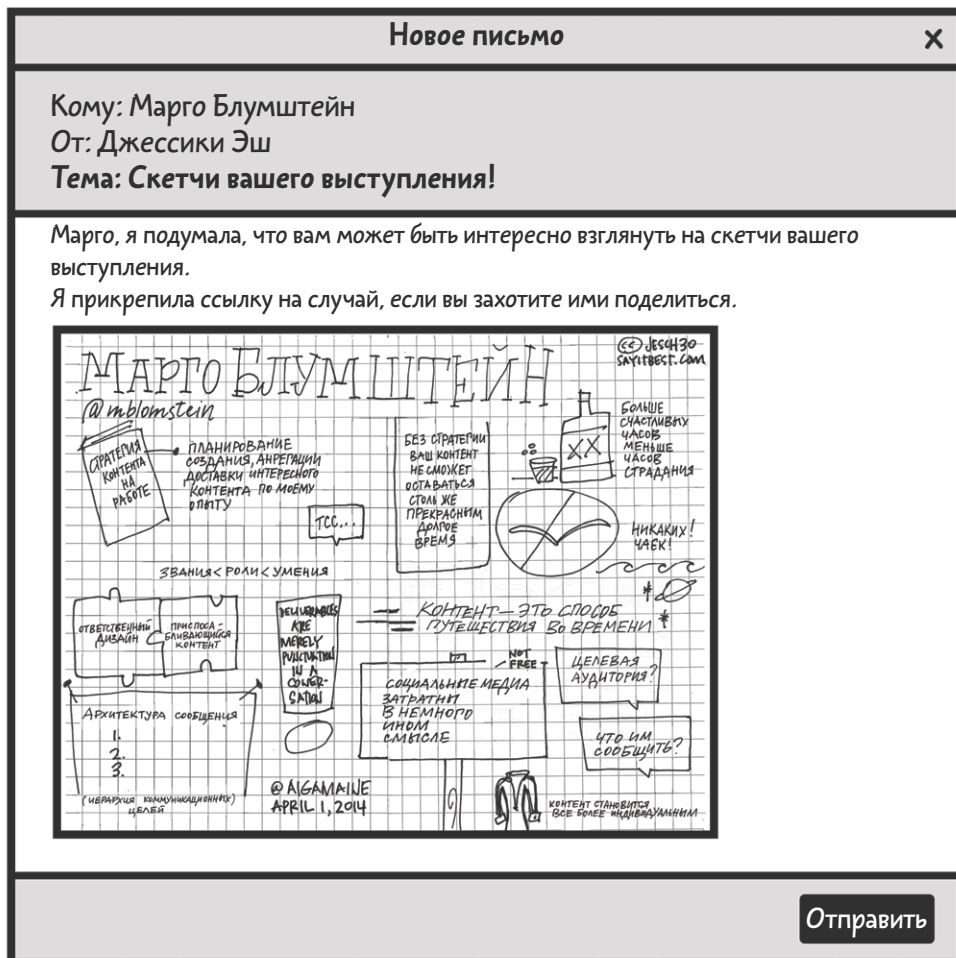 Новое письмо
Кому: Марго Блумштейн
От: Джессики Эш
Тема: Скетчи вашего выступления!
Марго, я подумала, что вам может быть интересно взглянуть на скетчи вашего
выступления.
Я прикрепила ссылку на случай, если вы захотите ими поделиться.
МАРГО БЛУМШТЕЙН
@mblomstein
(cc) JESCH30
SAYITBEST.COM
СТРАТЕГИЯ
КОНТЕНТА
НА
РАБОТЕ
ПЛАНИРОВАНИЕ
СОЗДАНИЯ, АНРЕГАЦИИ
ДОСТАВКИ ИНТЕРЕСНОГО
КОНТЕНТА ПО МОЕМУ
ОПЫТУ
ТСС...
БЕЗ СТРАТЕГИИ
ВАШ КОНТЕНТ
НЕ СМОЖЕТ
ОСТАВАТЬСЯ
СТОЛЬ ЖЕ
ПРЕКРАСНЫМ
ДОЛГОЕ
ВРЕМЯ
XX
БОЛЬШЕ
СЧАСТЛИВЫХ
ЧАСОВ
МЕНЬШЕ
ЧАСОВ
СТРАДАНИЯ
НИКАКИХ!
ЧАЕК!
ЗВАНИЯ < РОЛИ < УМЕНИЯ
ОТВЕТСТВЕННЫЙ
ДИЗАЙН
ПРИСПОСА-
БЛИВАЮЩИЙСЯ
КОНТЕНТ
DELIVERABLES
ARE
MERELY
PUNCTUATION
IN A
CONVER-
SATION
КОНТЕНТ — ЭТО СПОСОБ
ПУТЕШЕСТВИЯ ВО ВРЕМЕНИ
NOT
FREE
СОЦИАЛЬНЫЕ МЕДИА
ЗАТРАТНЫ
В НЕМНОГО
ИНОМ
СМЫСЛЕ
ЦЕЛЕВАЯ
АУДИТОРИЯ?
ЧТО ИМ
СООБЩИТЬ?
АРХИТЕКТУРА СООБЩЕНИЯ
1.
2.
3.
(ИЕРАРХИЯ КОММУНИКАЦИОННЫХ)
ЦЕЛЕЙ
@AIGAMAINE
APRIL 1, 2014
КОНТЕНТ СТАНОВИТСЯ
ВСЕ БОЛЕЕ ИНДИВИДУАЛЬНЫМ
Отправить